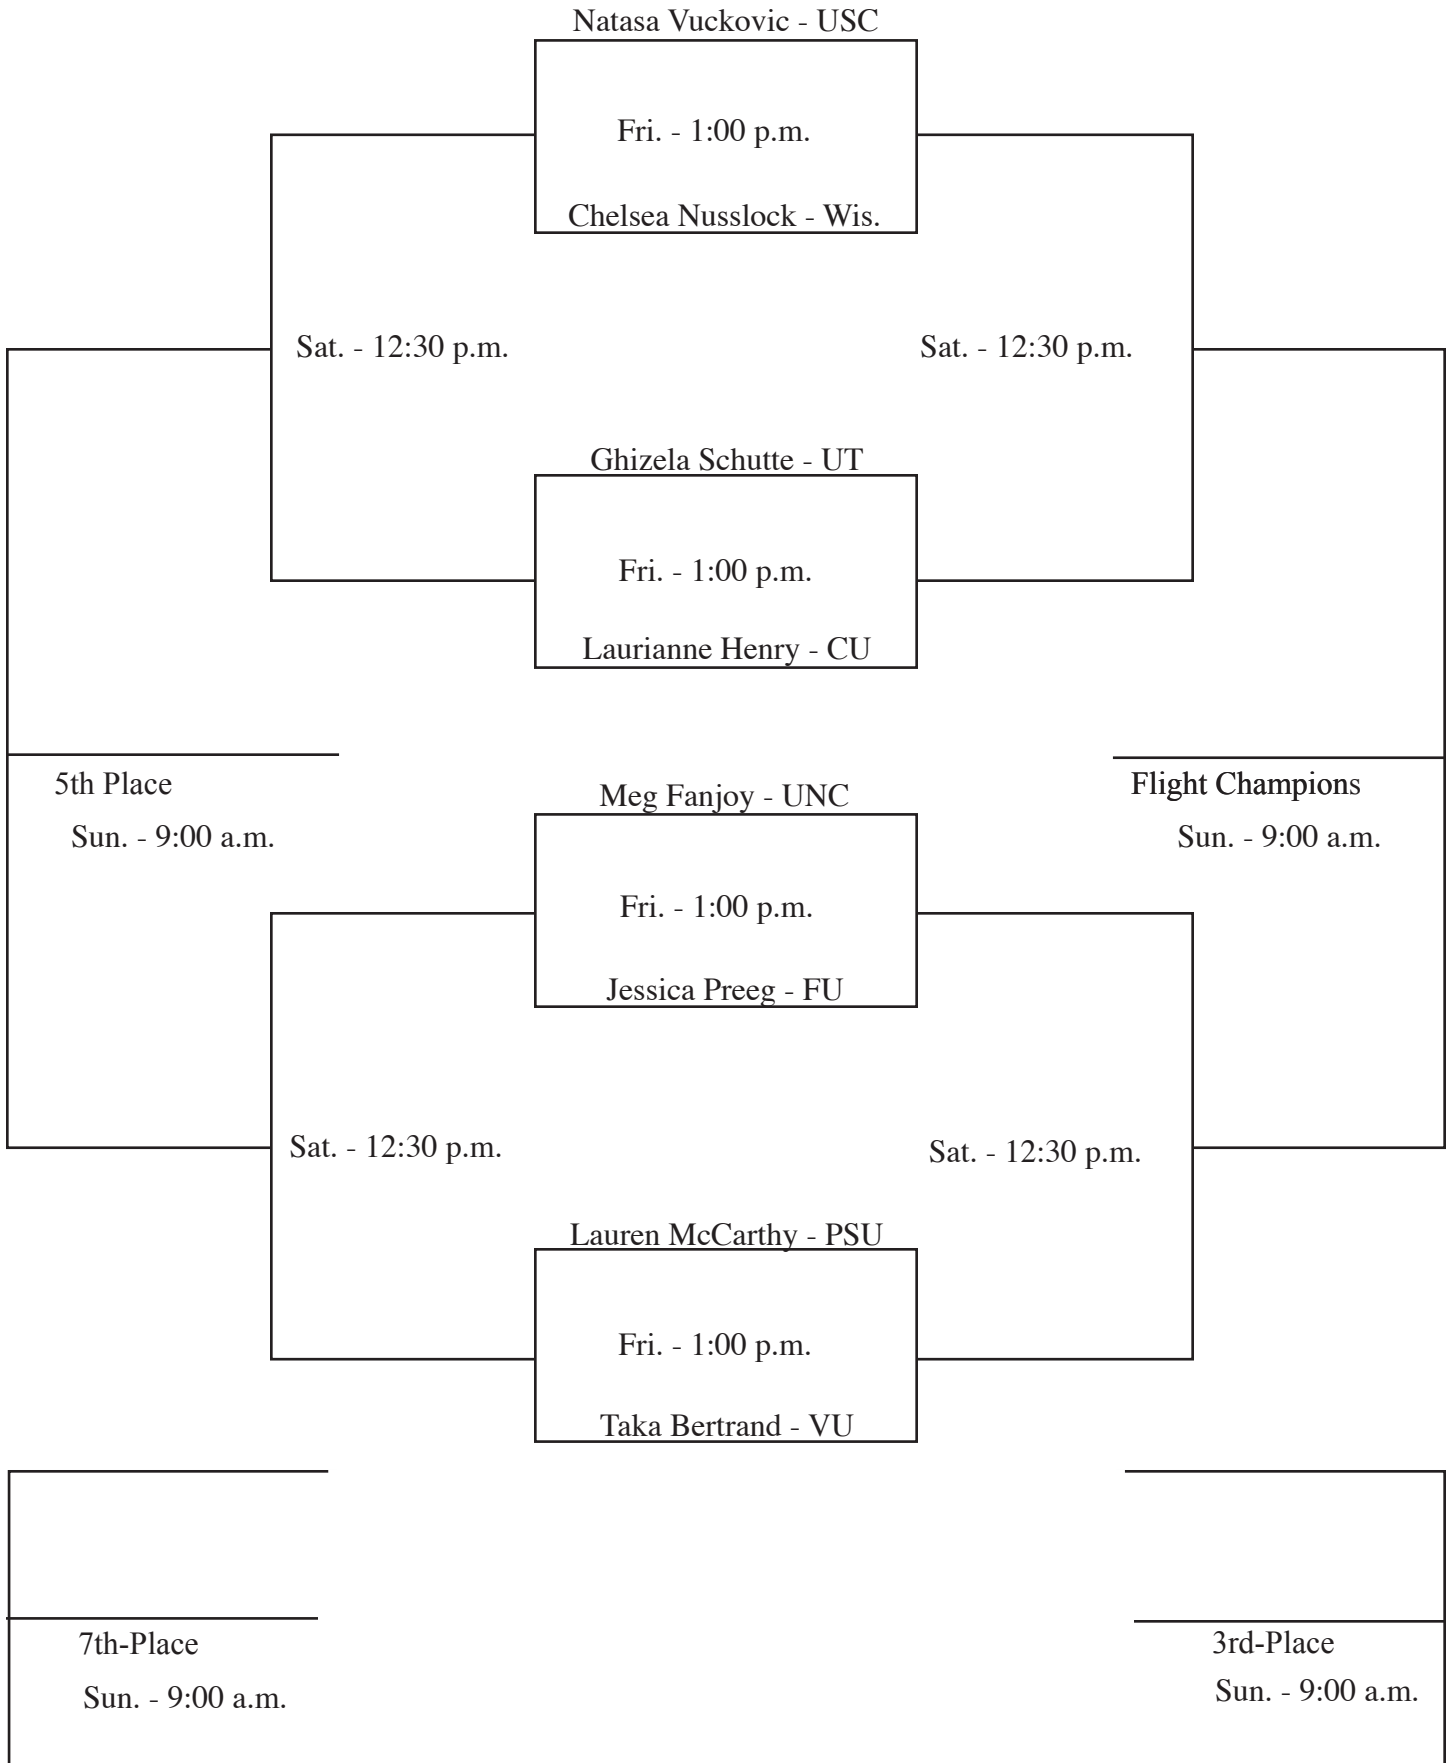 Natasa Vuckovic - USC
Fri. - 1:00 p.m.
Chelsea Nusslock - Wis.
Sat. - 12:30 p.m.
Sat. - 12:30 p.m.
Ghizela Schutte - UT
Fri. - 1:00 p.m.
Laurianne Henry - CU
5th Place
Sun. - 9:00 a.m.
Flight Champions
Sun. - 9:00 a.m.
Meg Fanjoy - UNC
Fri. - 1:00 p.m.
Jessica Preeg - FU
Sat. - 12:30 p.m.
Sat. - 12:30 p.m.
Lauren McCarthy - PSU
Fri. - 1:00 p.m.
Taka Bertrand - VU
7th-Place
Sun. - 9:00 a.m.
3rd-Place
Sun. - 9:00 a.m.